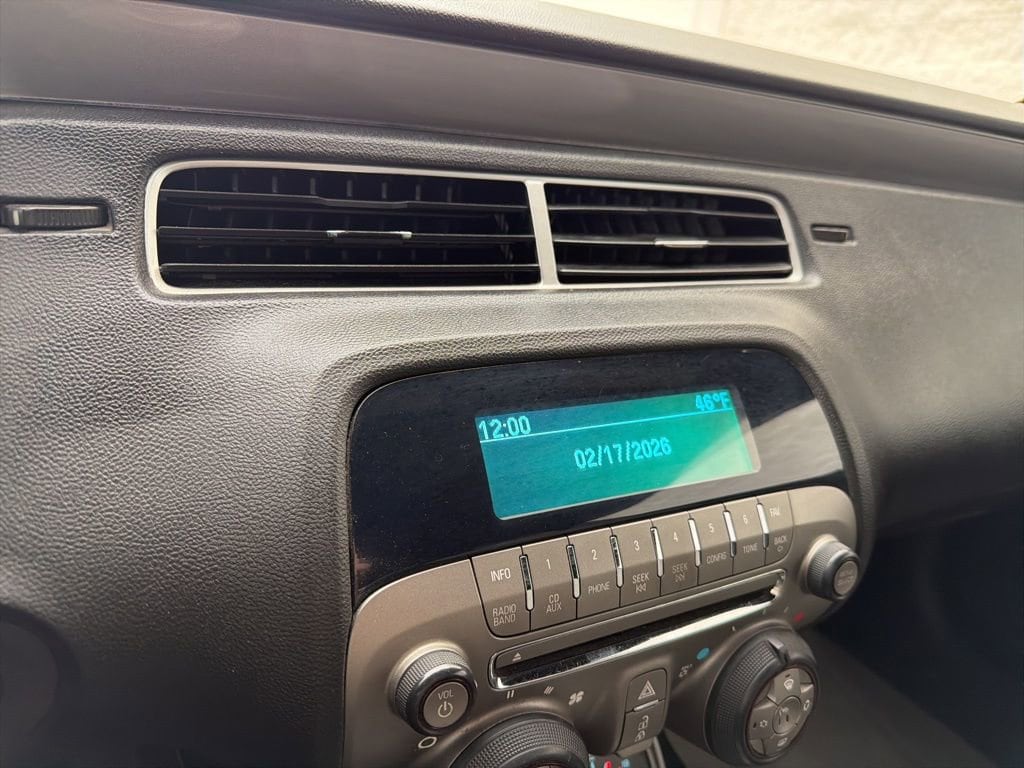 46°F
12:00
02/17/2026
INFO 1 2 3 4 5 6 FAV
RADIO BAND CD AUX PHONE SEEK SEEK CONFIG TONE BACK
VOL